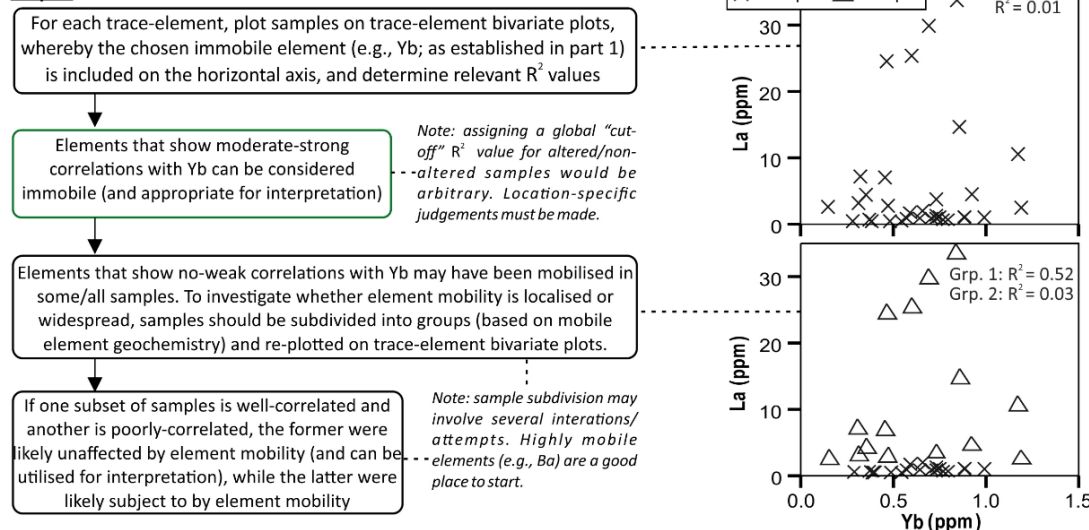 For each trace-element, plot samples on trace-element bivariate plots,
whereby the chosen immobile element (e.g., Yb; as established in part 1)
is included on the horizontal axis, and determine relevant R² values
Elements that show moderate-strong
correlations with Yb can be considered
immobile (and appropriate for interpretation)
Note: assigning a global “cut-
off” R² value for altered/non-
altered samples would be
arbitrary. Location-specific
judgements must be made.
Elements that show no-weak correlations with Yb may have been mobilised in
some/all samples. To investigate whether element mobility is localised or
widespread, samples should be subdivided into groups (based on mobile
element geochemistry) and re-plotted on trace-element bivariate plots.
If one subset of samples is well-correlated and
another is poorly-correlated, the former were
likely unaffected by element mobility (and can be
utilised for interpretation), while the latter were
likely subject to by element mobility
Note: sample subdivision may
involve several interations/
attempts. Highly mobile
elements (e.g., Ba) are a good
place to start.
R² = 0.01
30
20
10
0
La (ppm)
Grp. 1: R² = 0.52
Grp. 2: R² = 0.03
30
20
10
0
La (ppm)
0.0
0.5
1.0
1.5
Yb (ppm)